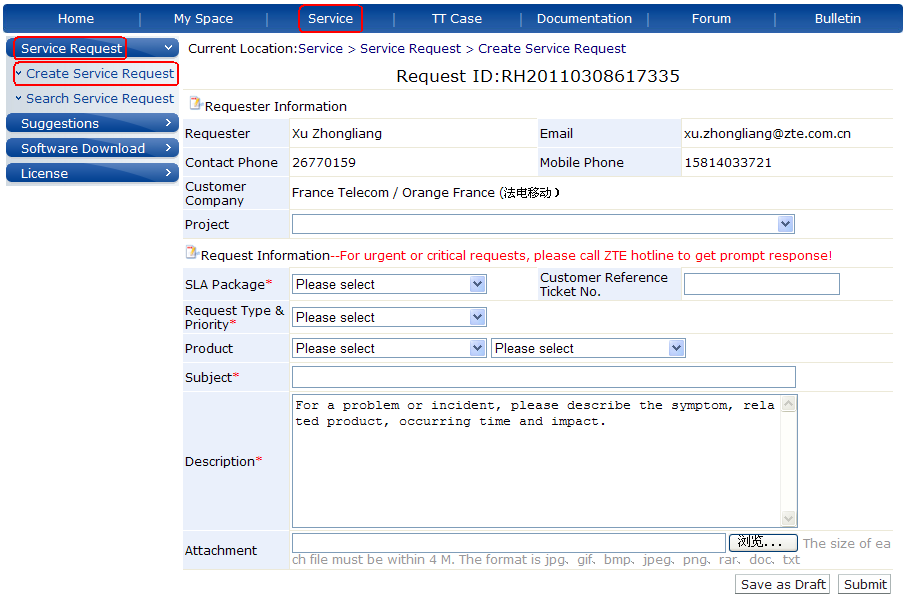 Home My Space Service TT Case Documentation Forum Bulletin
Service Request
Create Service Request
Search Service Request
Suggestions
Software Download
License
Current Location:Service > Service Request > Create Service Request
Request ID:RH20110308617335
Requester Information
Requester Xu Zhongliang Email xu.zhongliang@zte.com.cn
Contact Phone 26770159 Mobile Phone 15814033721
Customer
Company
France Telecom / Orange France (法电移动)
Project
Request Information--For urgent or critical requests, please call ZTE hotline to get prompt response!
SLA Package* Please select
Customer Reference
Ticket No.
Request Type &
Priority*
Please select
Product Please select Please select
Subject*
Description*
For a problem or incident, please describe the symptom, rela
ted product, occurring time and impact.
Attachment 浏览... The size of ea
ch file must be within 4 M. The format is jpg、gif、bmp、jpeg、png、rar、doc、txt
Save as Draft Submit